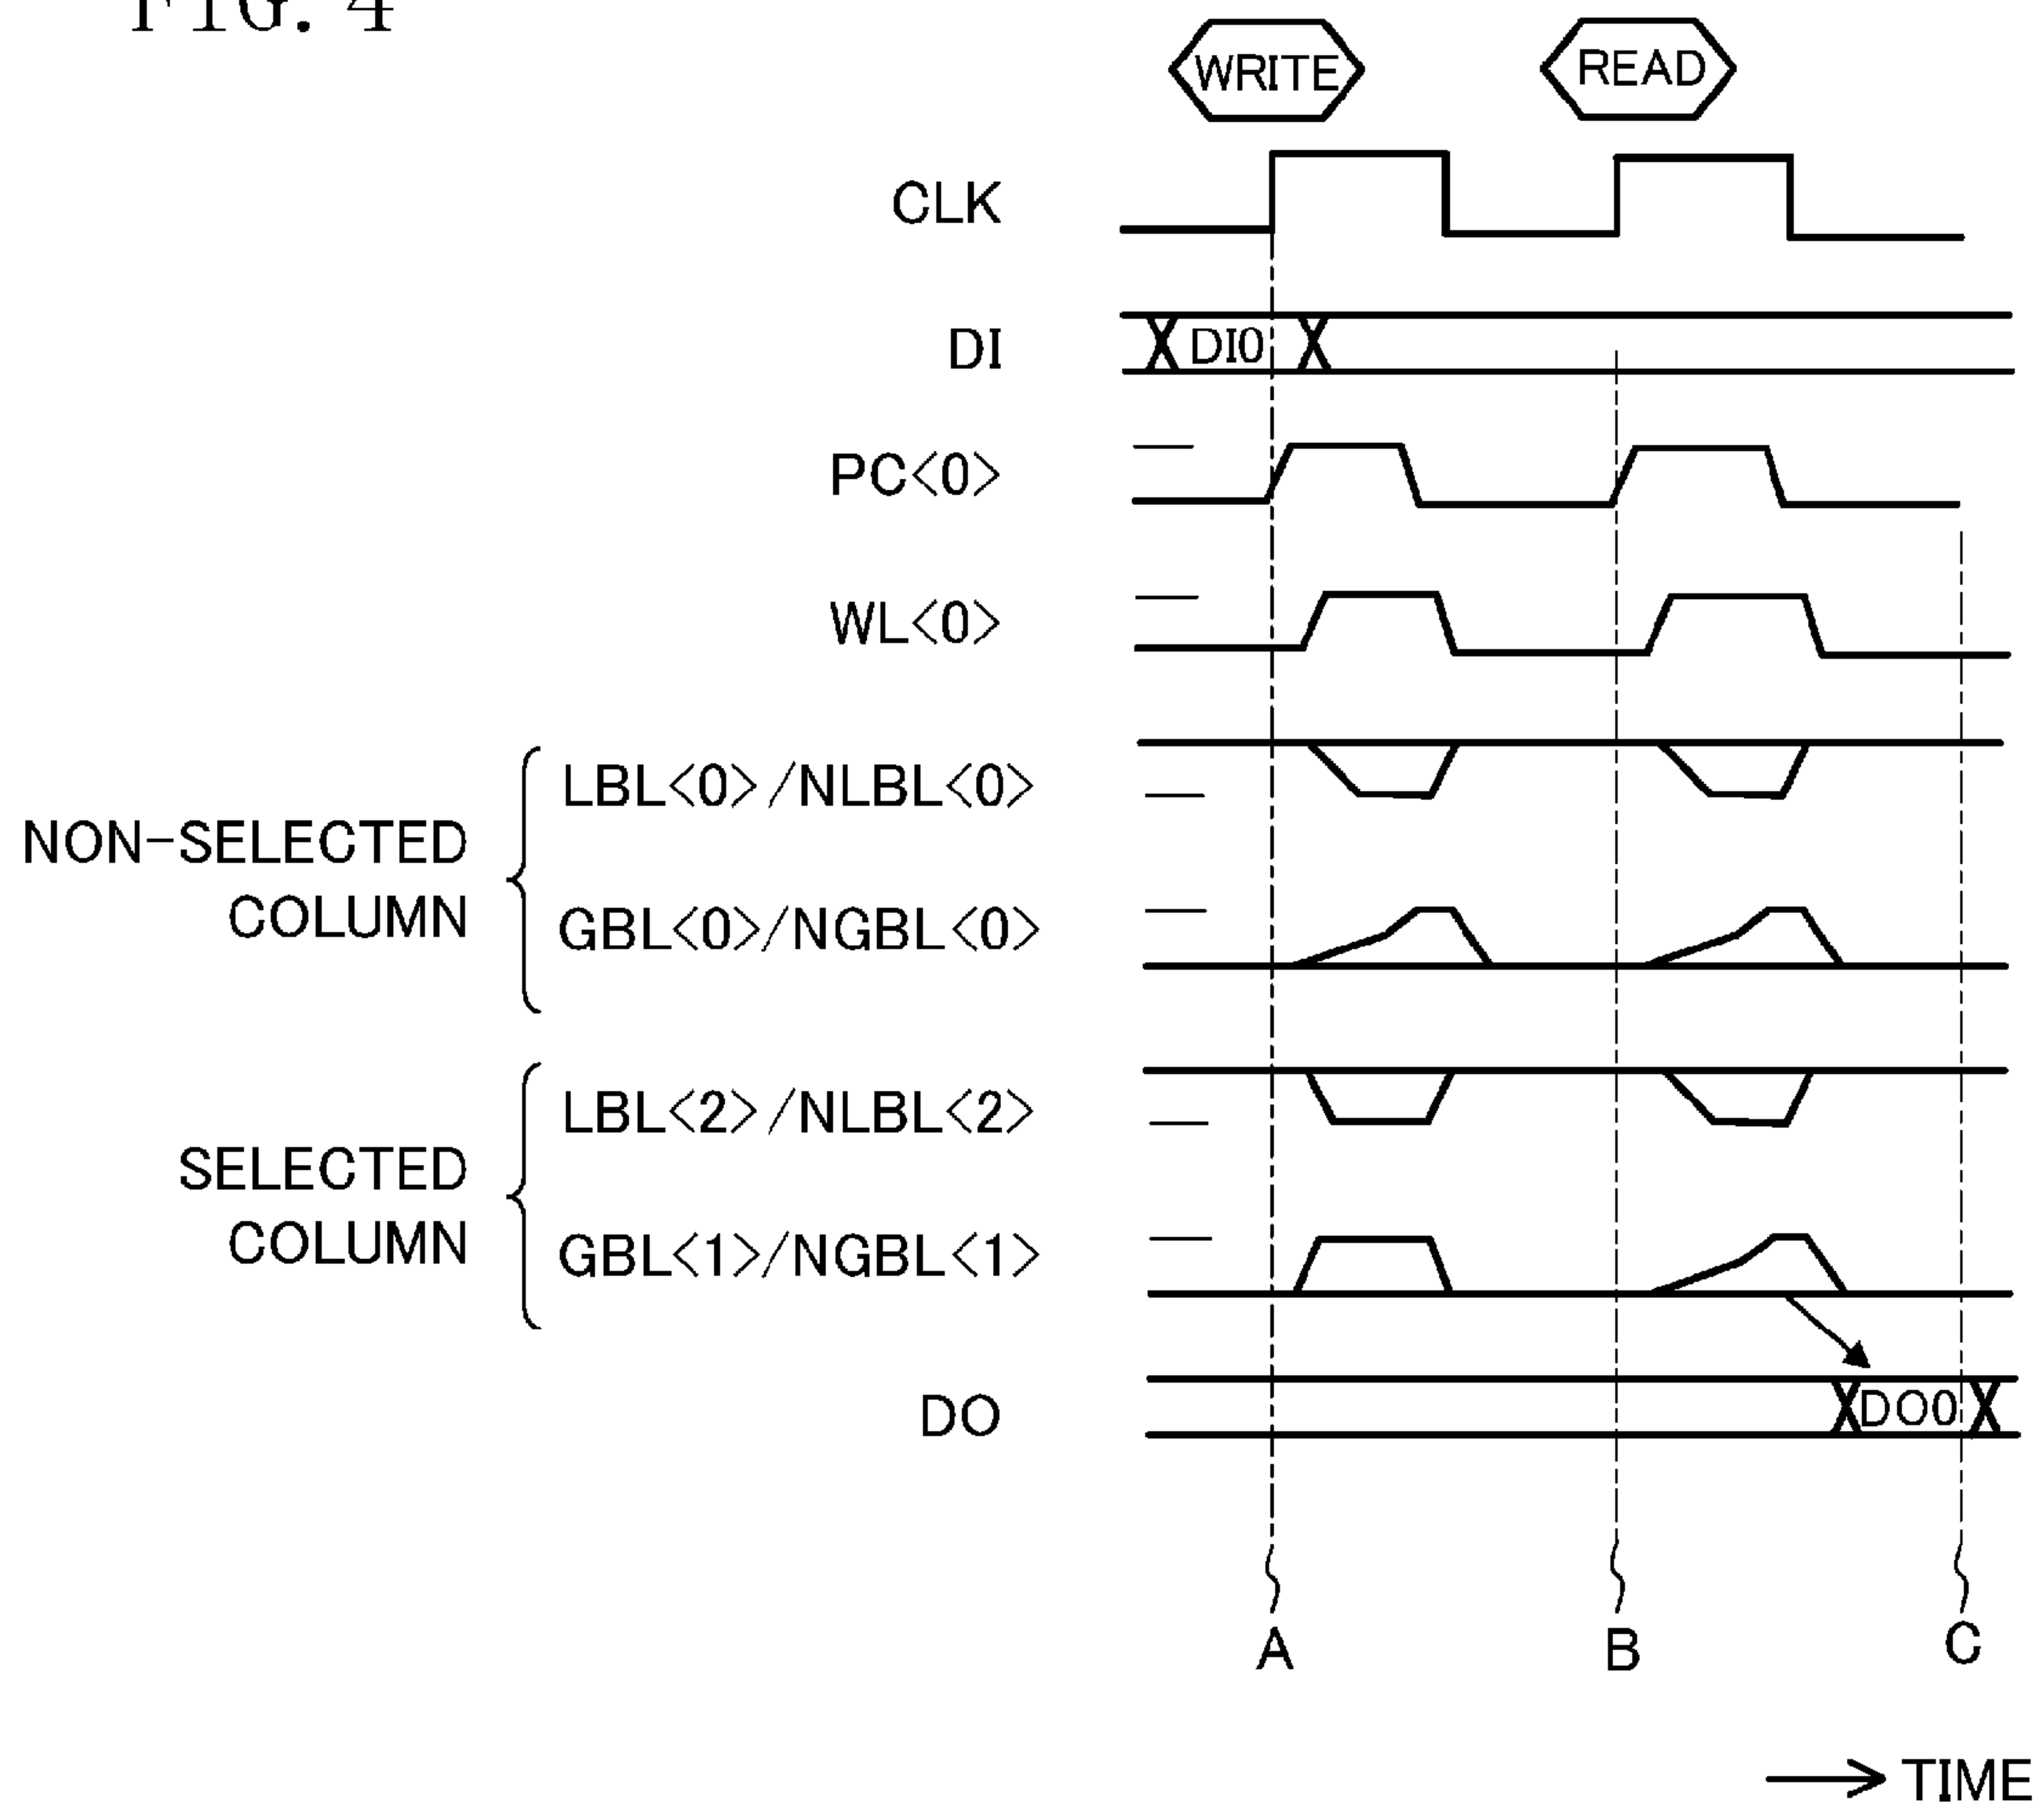 FIG. 4
WRITE
READ
CLK
DI
DI0
PC<0>
WL<0>
NON-SELECTED
COLUMN
LBL<0>/NLBL<0>
GBL<0>/NGBL<0>
SELECTED
COLUMN
LBL<2>/NLBL<2>
GBL<1>/NGBL<1>
DO
DO0
A
B
C
TIME